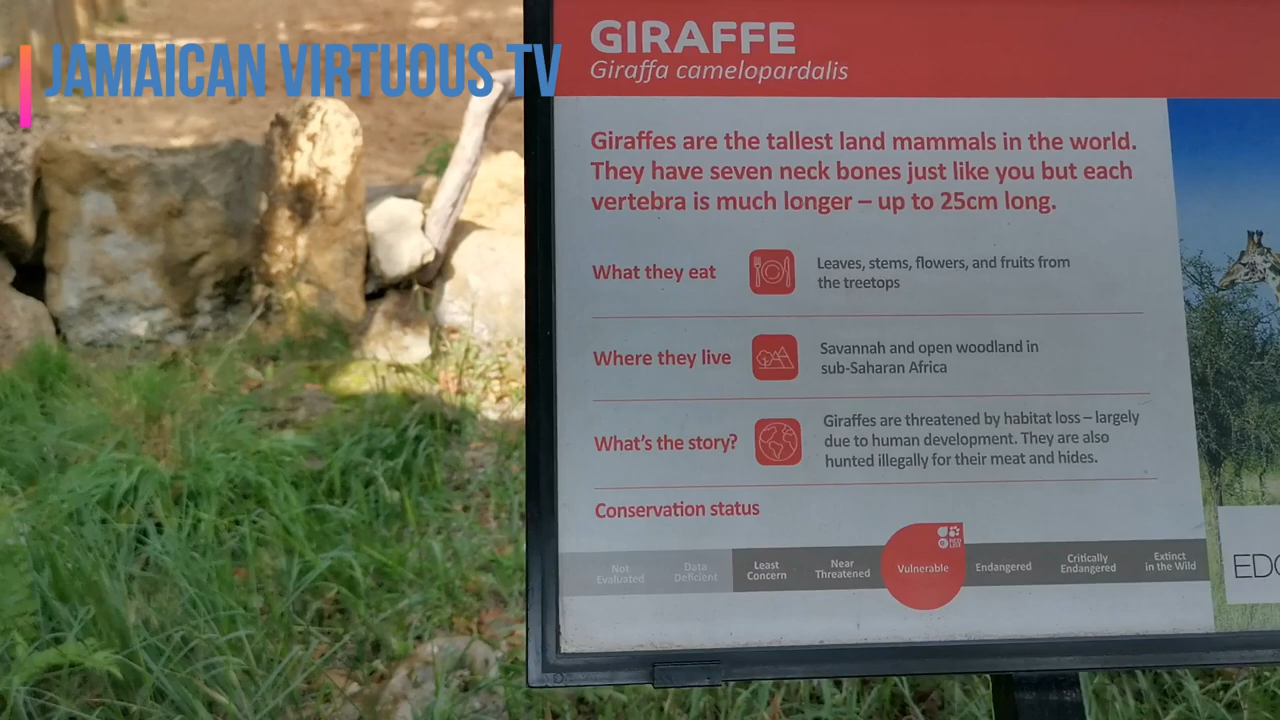 JAMAICAN VIRTUOUS TV
GIRAFFE
Giraffa camelopardalis
Giraffes are the tallest land mammals in the world.
They have seven neck bones just like you but each
vertebra is much longer – up to 25cm long.
What they eat
Leaves, stems, flowers, and fruits from
the treetops
Where they live
Savannah and open woodland in
sub-Saharan Africa
What's the story?
Giraffes are threatened by habitat loss – largely
due to human development. They are also
hunted illegally for their meat and hides.
Conservation status
Not
Evaluated
Data
Deficient
Least
Concern
Near
Threatened
RED
LIST
Vulnerable
Endangered
Critically
Endangered
Extinct
in the Wild